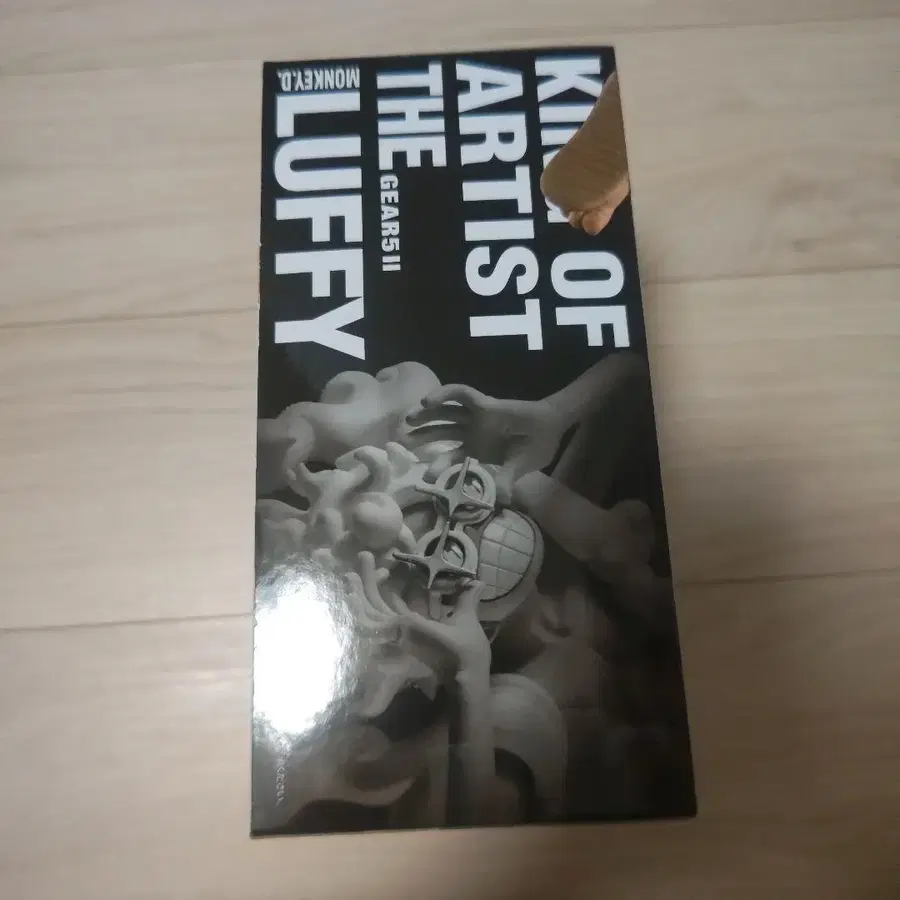 KING OF
ARTIST
THE
GEAR5 II
MONKEY.D.
LUFFY